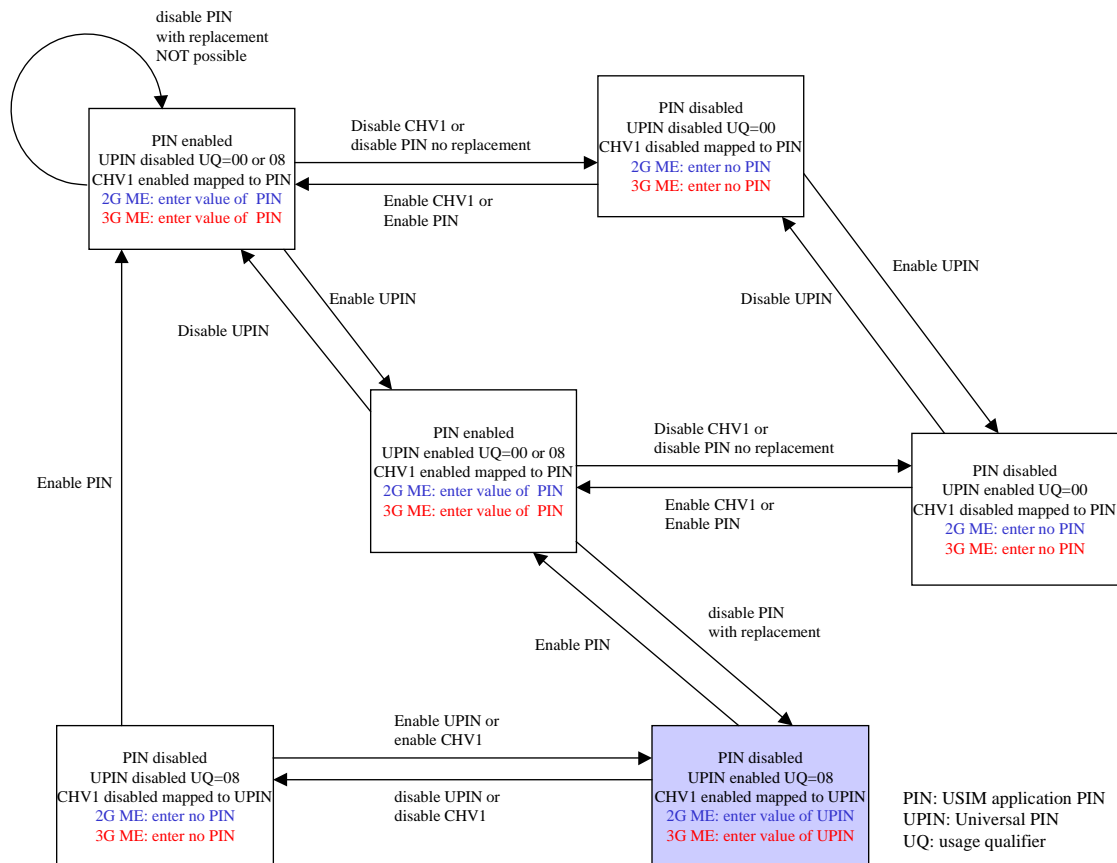 disable PIN
with replacement
NOT possible
PIN enabled
UPIN disabled UQ=00 or 08
CHV1 enabled mapped to PIN
2G ME: enter value of  PIN
3G ME: enter value of  PIN
Disable CHV1 or
disable PIN no replacement
Enable CHV1 or
Enable PIN
PIN disabled
UPIN disabled UQ=00
CHV1 disabled mapped to PIN
2G ME: enter no PIN
3G ME: enter no PIN
Enable UPIN
Disable UPIN
Enable UPIN
Disable UPIN
Enable PIN
PIN enabled
UPIN enabled UQ=00 or 08
CHV1 enabled mapped to PIN
2G ME: enter value of  PIN
3G ME: enter value of  PIN
Disable CHV1 or
disable PIN no replacement
Enable CHV1 or
Enable PIN
PIN disabled
UPIN enabled UQ=00
CHV1 disabled mapped to PIN
2G ME: enter no PIN
3G ME: enter no PIN
disable PIN
with replacement
Enable PIN
PIN disabled
UPIN disabled UQ=08
CHV1 disabled mapped to UPIN
2G ME: enter no PIN
3G ME: enter no PIN
Enable UPIN or
enable CHV1
disable UPIN or
disable CHV1
PIN disabled
UPIN enabled UQ=08
CHV1 enabled mapped to UPIN
2G ME: enter value of UPIN
3G ME: enter value of UPIN
PIN: USIM application PIN
UPIN: Universal PIN
UQ: usage qualifier